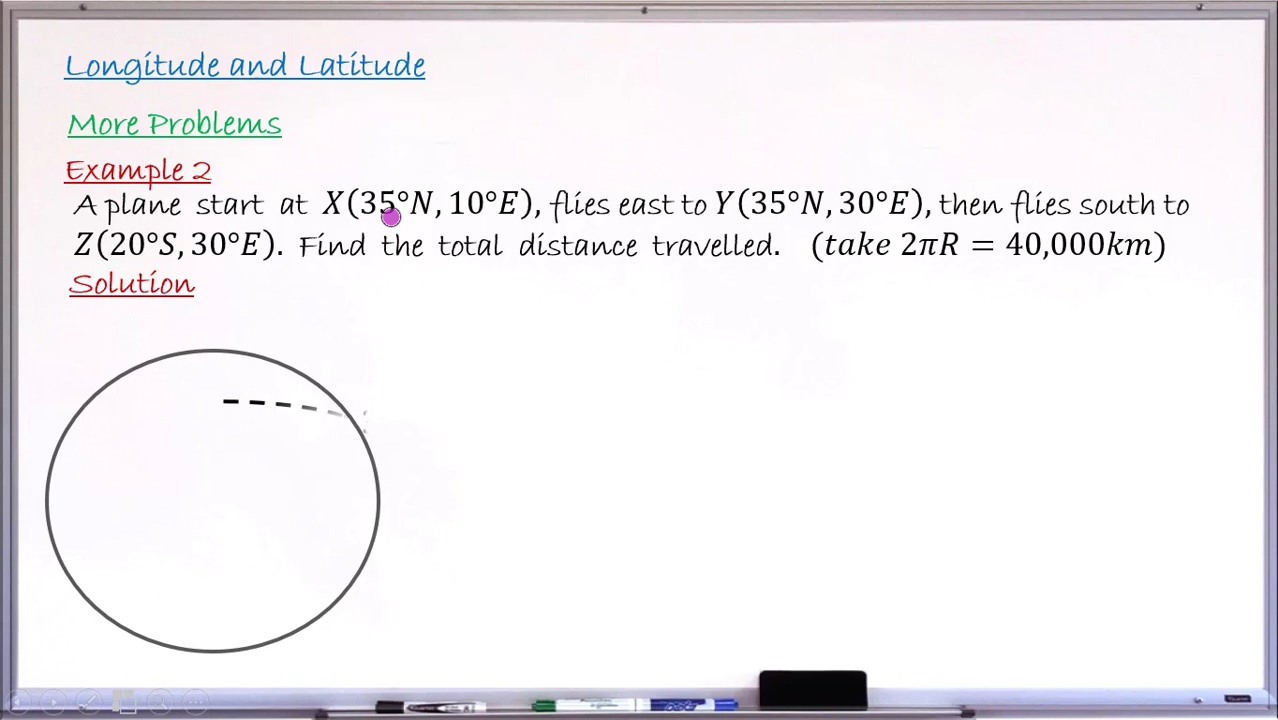 Longitude and Latitude
More Problems
Example 2
A plane start at X(35°N, 10°E), flies east to Y(35°N, 30°E), then flies south to
Z(20°S, 30°E). Find the total distance travelled. (take 2πR = 40,000km)
Solution